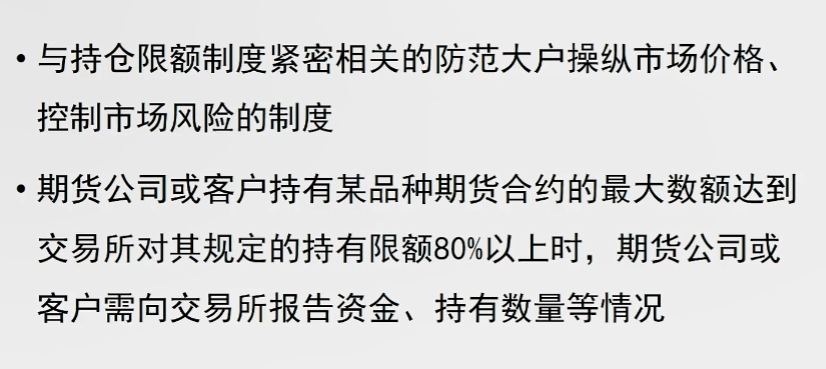 • 与持仓限额制度紧密相关的防范大户操纵市场价格、
控制市场风险的制度
• 期货公司或客户持有某品种期货合约的最大数额达到
交易所对其规定的持有限额80%以上时，期货公司或
客户需向交易所报告资金、持有数量等情况